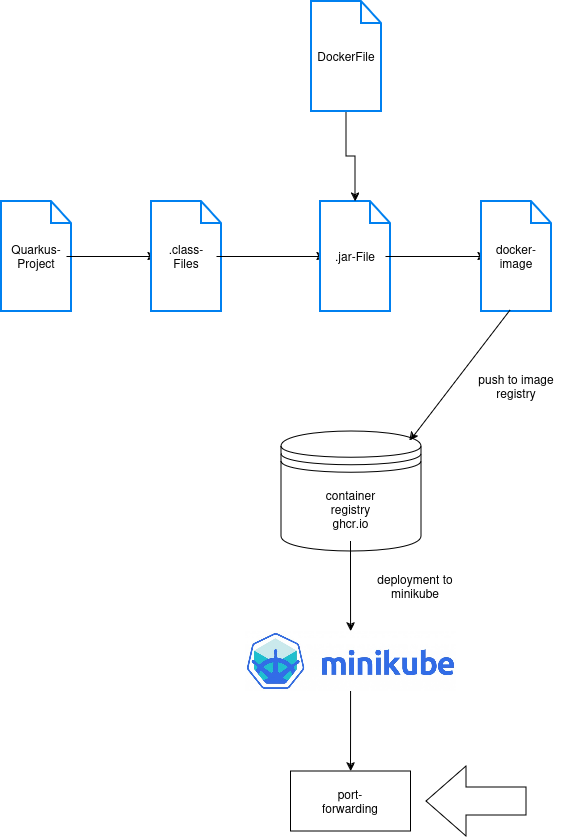 DockerFile
Quarkus-
Project
.class-
Files
.jar-File
docker-
image
push to image
registry
container
registry
ghcr.io
deployment to
minikube
minikube
port-
forwarding